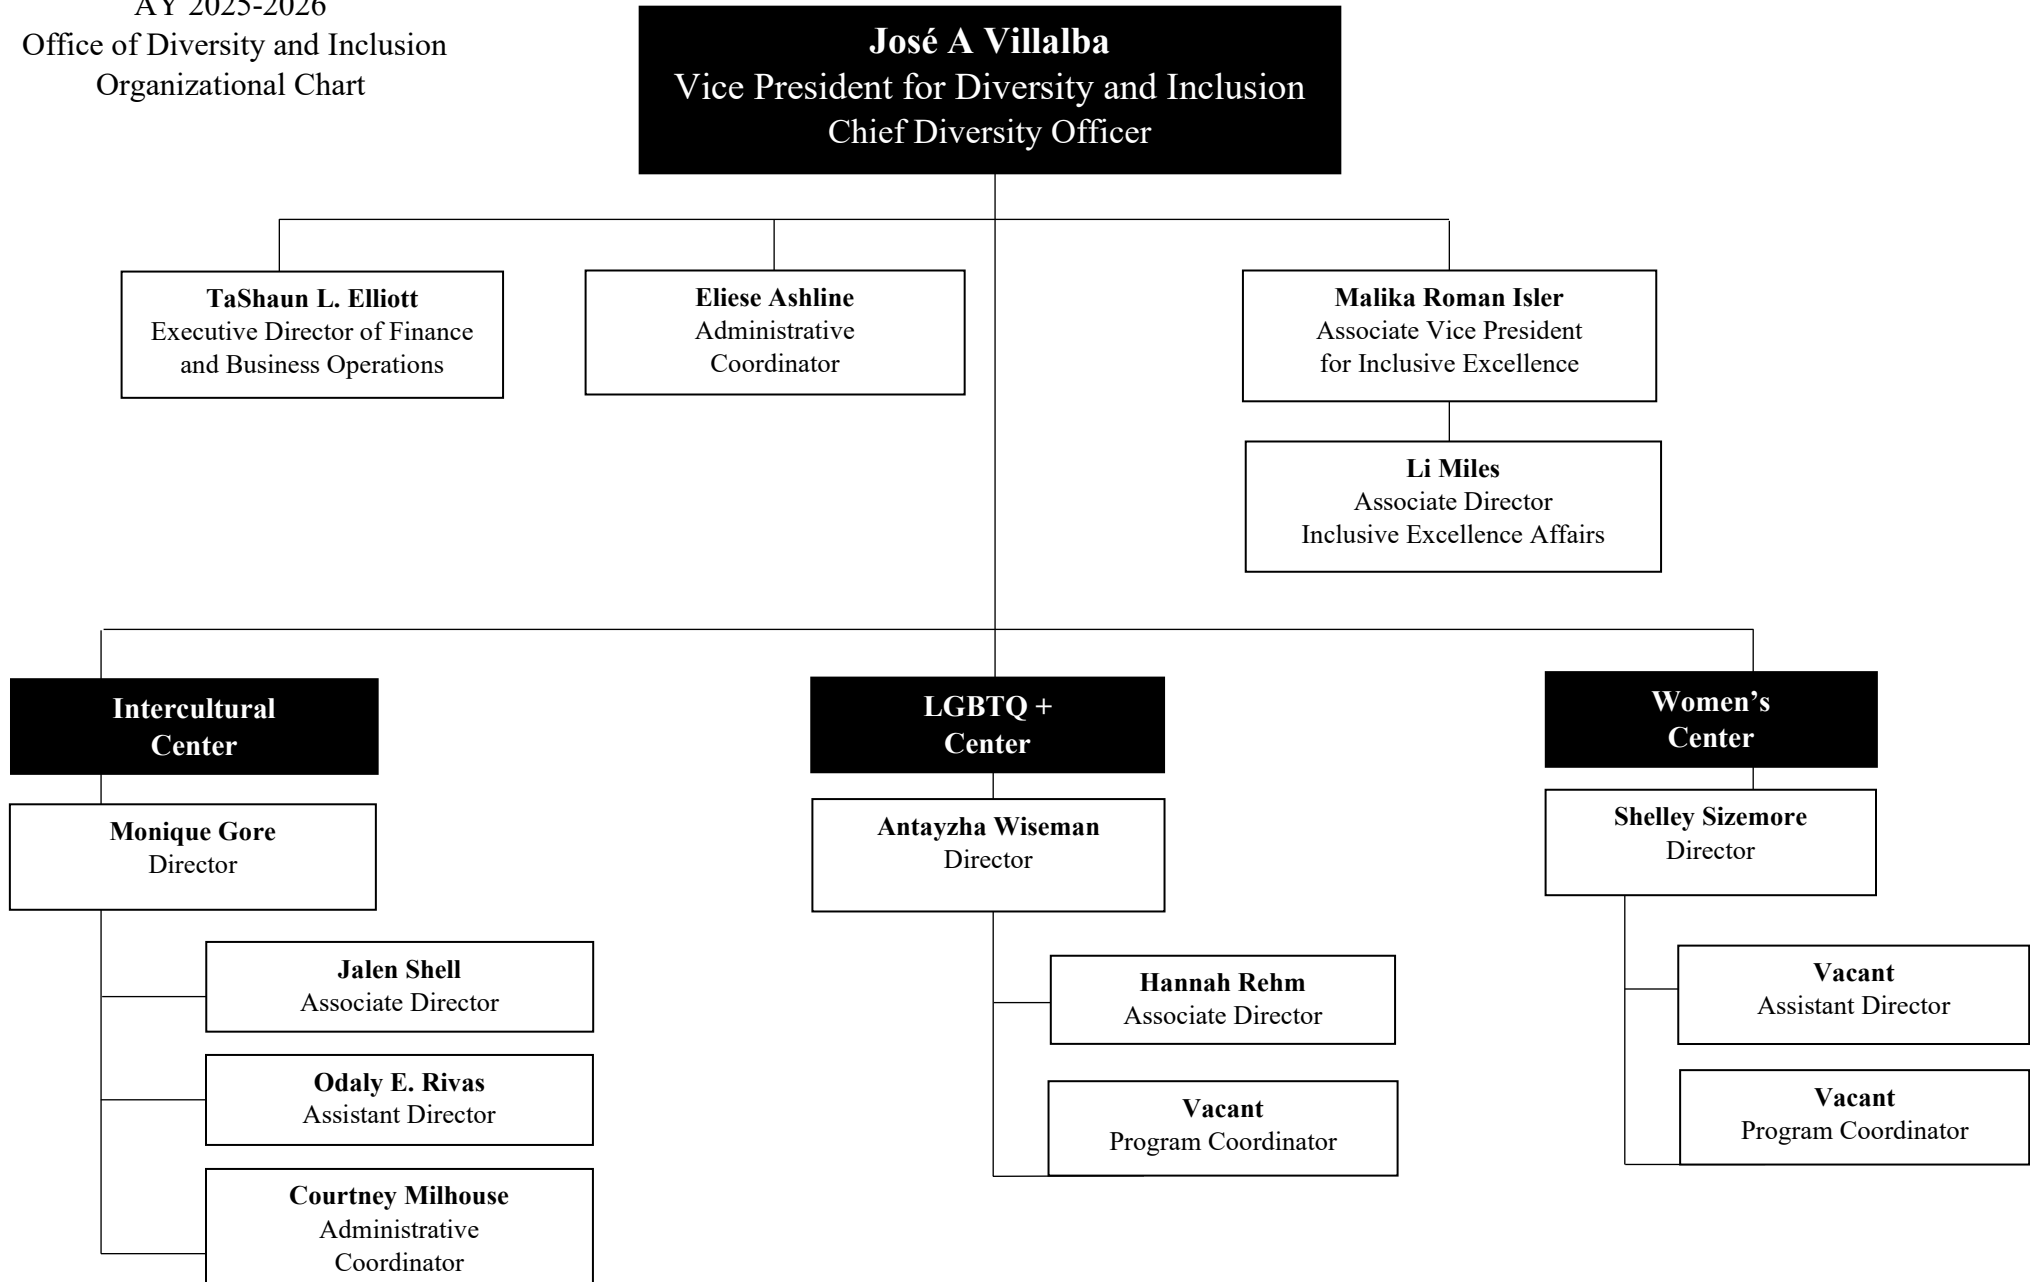 AY 2025-2026
Office of Diversity and Inclusion
Organizational Chart
José A Villalba
Vice President for Diversity and Inclusion
Chief Diversity Officer
TaShaun L. Elliott
Executive Director of Finance
and Business Operations
Eliese Ashline
Administrative
Coordinator
Malika Roman Isler
Associate Vice President
for Inclusive Excellence
Li Miles
Associate Director
Inclusive Excellence Affairs
Intercultural
Center
Monique Gore
Director
Jalen Shell
Associate Director
Odaly E. Rivas
Assistant Director
Courtney Milhouse
Administrative
Coordinator
LGBTQ +
Center
Antayzha Wiseman
Director
Hannah Rehm
Associate Director
Vacant
Program Coordinator
Women’s
Center
Shelley Sizemore
Director
Vacant
Assistant Director
Vacant
Program Coordinator